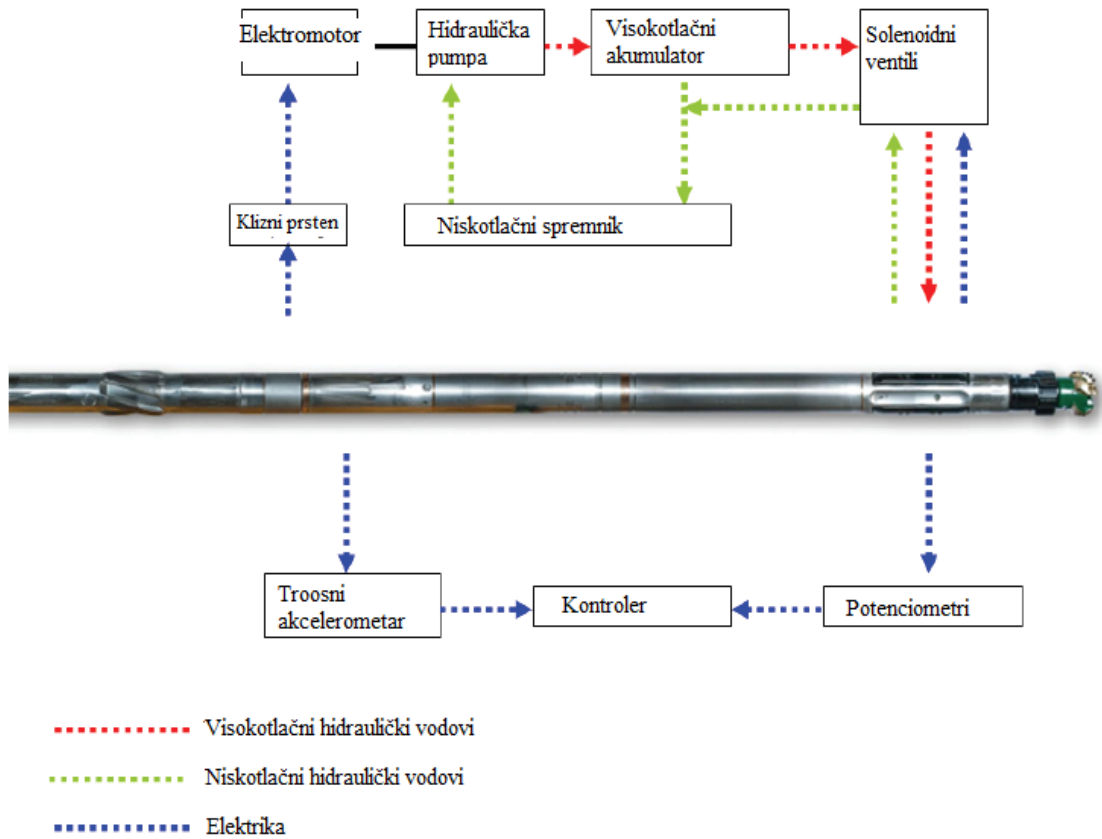 Elektromotor
Hidraulička
pumpa
Visokotlačni
akumulator
Solenoidni
ventili
Klizni prsten
Niskotlačni spremnik
Troosni
akcelerometar
Kontroler
Potenciometri
Visokotlačni hidraulički vodovi
Niskotlačni hidraulički vodovi
Elektrika